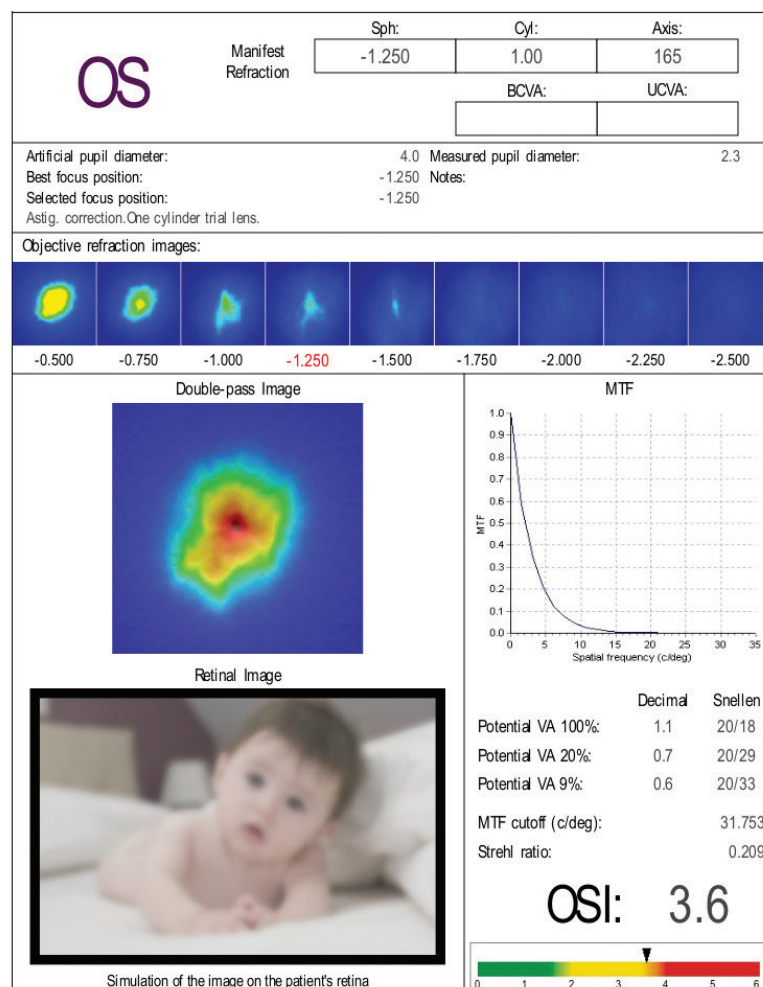 OS
Manifest
Refraction
Sph: Cyl: Axis:
-1.250 1.00 165
BCVA: UCVA:
Artificial pupil diameter: 4.0 Measured pupil diameter: 2.3
Best focus position: -1.250 Notes:
Selected focus position: -1.250
Astig. correction.One cylinder trial lens.
Objective refraction images:
-0.500 -0.750 -1.000 -1.250 -1.500 -1.750 -2.000 -2.250 -2.500
Double-pass Image
Retinal Image
Simulation of the image on the patient's retina
MTF
1.0
0.9
0.8
0.7
0.6
0.5
0.4
0.3
0.2
0.1
0.0
MTF
0 5 10 15 20 25 30 35
Spatial frequency (c/deg)
Decimal Snellen
Potential VA 100%: 1.1 20/18
Potential VA 20%: 0.7 20/29
Potential VA 9%: 0.6 20/33
MTF cutoff (c/deg): 31.753
Strehl ratio: 0.209
OSI: 3.6
0 1 2 3 4 5 6